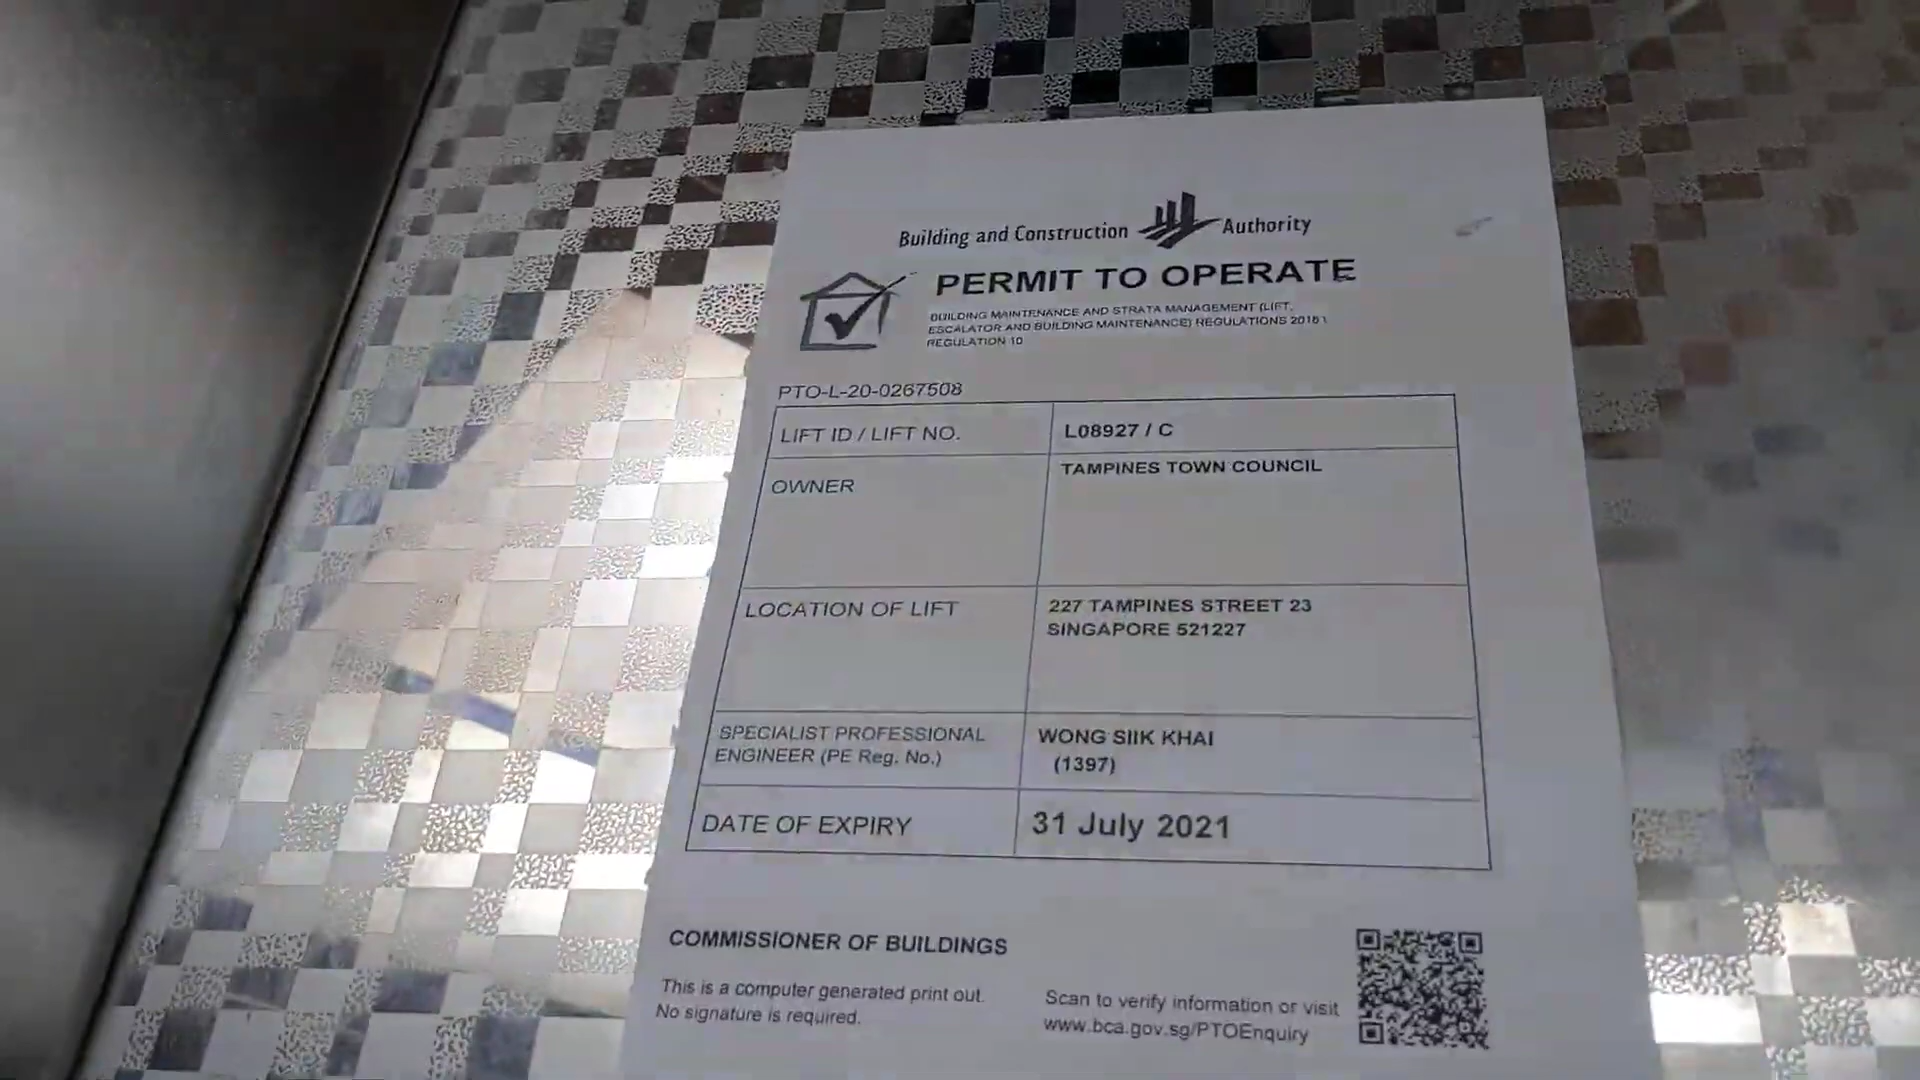 Building and Construction Authority
PERMIT TO OPERATE
BUILDING MAINTENANCE AND STRATA MANAGEMENT (LIFT,
ESCALATOR AND BUILDING MAINTENANCE) REGULATIONS 2016
REGULATION 10
PTO-L-20-0267508
LIFT ID / LIFT NO. L08927 / C
OWNER TAMPINES TOWN COUNCIL
LOCATION OF LIFT 227 TAMPINES STREET 23
SINGAPORE 521227
SPECIALIST PROFESSIONAL WONG SIIK KHAI
ENGINEER (PE Reg. No.) (1397)
DATE OF EXPIRY 31 July 2021
COMMISSIONER OF BUILDINGS
This is a computer generated print out.
No signature is required.
Scan to verify information or visit
www.bca.gov.sg/PTOEnquiry